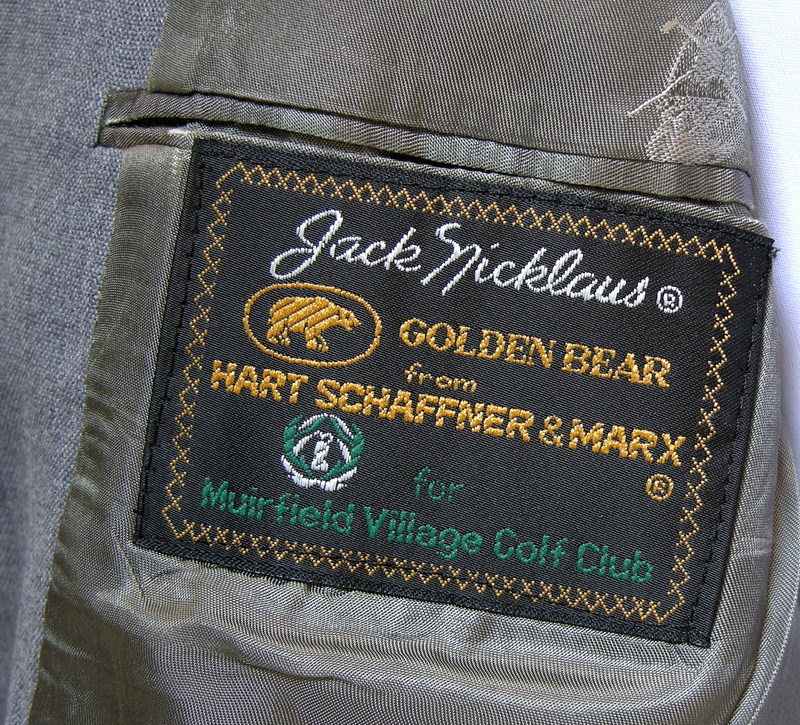 Jack Nicklaus ®
GOLDEN BEAR
from
HART SCHAFFNER & MARX
®
for
Muirfield Village Golf Club